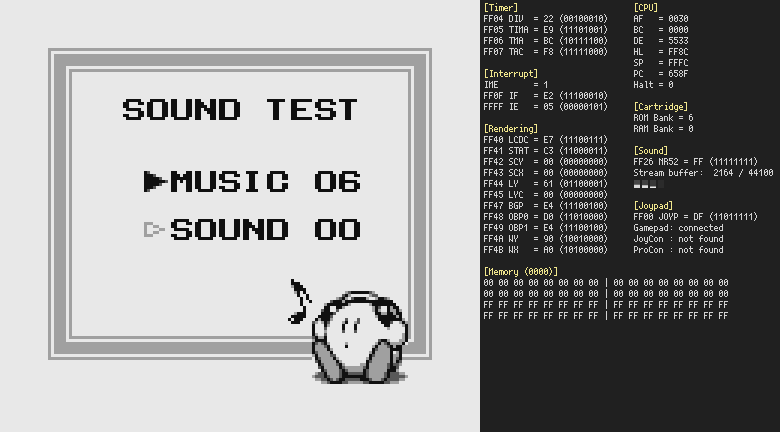 SOUND TEST
▶MUSIC 06
▷SOUND 00
[Timer]
FF04 DIV = 22 (00100010)
FF05 TIMA = E9 (11101001)
FF06 TMA = BC (10111100)
FF07 TAC = F8 (11111000)
[Interrupt]
IME = 1
FF0F IF = E2 (11100010)
FFFF IE = 05 (00000101)
[Rendering]
FF40 LCDC = E7 (11100111)
FF41 STAT = C3 (11000011)
FF42 SCY = 00 (00000000)
FF43 SCX = 00 (00000000)
FF44 LY = 61 (01100001)
FF45 LYC = 00 (00000000)
FF47 BGP = E4 (11100100)
FF48 OBP0 = D0 (11010000)
FF49 OBP1 = E4 (11100100)
FF4A WY = 90 (10010000)
FF4B WX = A0 (10100000)
[CPU]
AF = 0030
BC = 0000
DE = 5533
HL = FF8C
SP = FFFC
PC = 658F
Halt = 0
[Cartridge]
ROM Bank = 6
RAM Bank = 0
[Sound]
FF26 NR52 = FF (11111111)
Stream buffer: 2164 / 44100
[Joypad]
FF00 JOYP = DF (11011111)
Gamepad: connected
JoyCon : not found
ProCon : not found
[Memory (0000)]
00 00 00 00 00 00 00 00 | 00 00 00 00 00 00 00 00
00 00 00 00 00 00 00 00 | 00 00 00 00 00 00 00 00
FF FF FF FF FF FF FF FF | FF FF FF FF FF FF FF FF
FF FF FF FF FF FF FF FF | FF FF FF FF FF FF FF FF